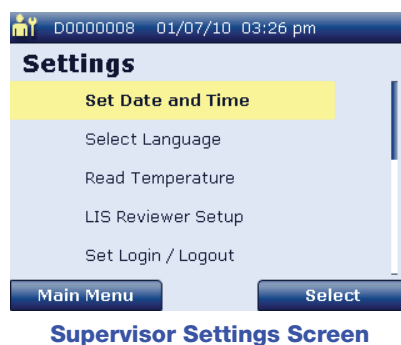 D0000008 01/07/10 03:26 pm
Settings
Set Date and Time
Select Language
Read Temperature
LIS Reviewer Setup
Set Login / Logout
Main Menu Select
Supervisor Settings Screen